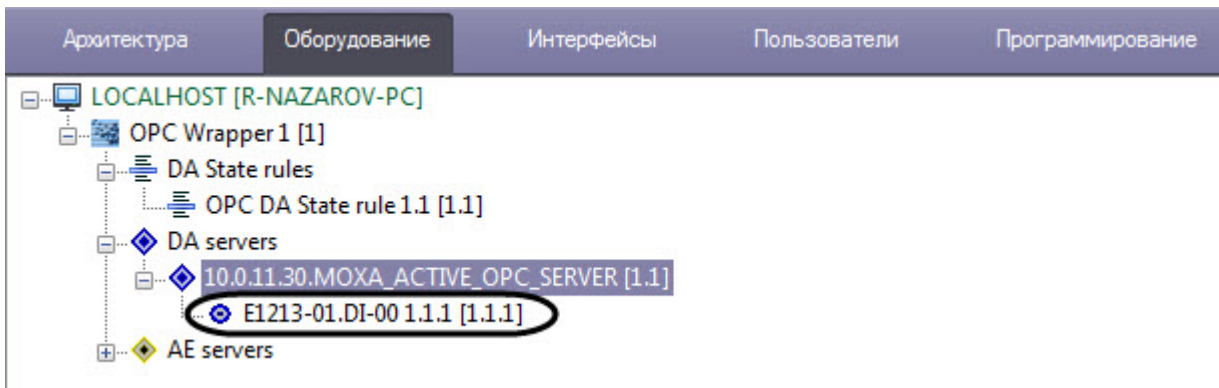 Архитектура Оборудование Интерфейсы Пользователи Программирование
LOCALHOST [R-NAZAROV-PC]
OPC Wrapper 1 [1]
DA State rules
OPC DA State rule 1.1 [1.1]
DA servers
10.0.11.30.MOXA_ACTIVE_OPC_SERVER [1.1]
E1213-01.DI-00 1.1.1 [1.1.1]
AE servers